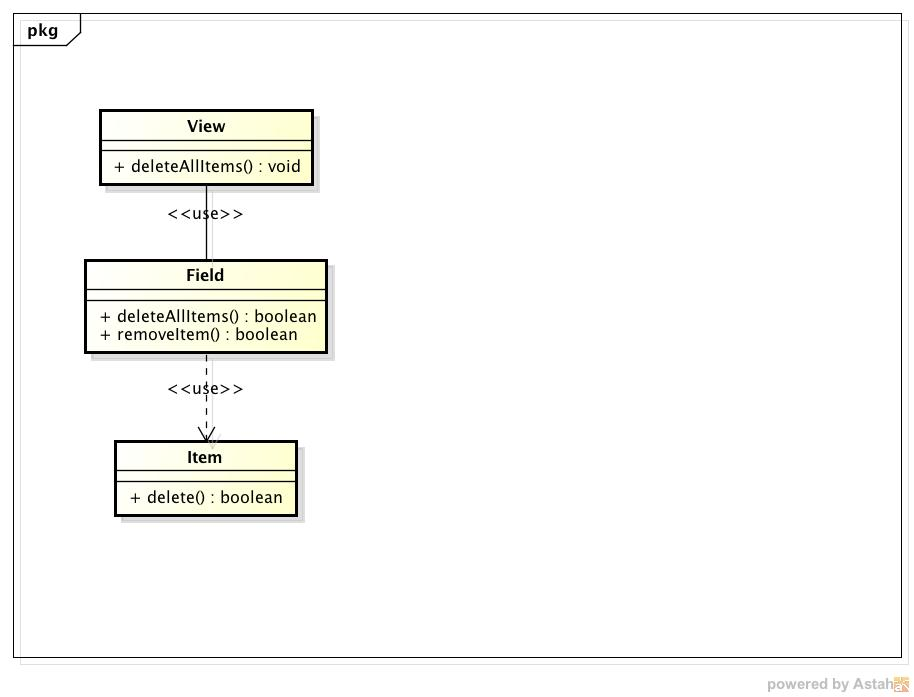 pkg
View
+ deleteAllItems() : void
<<use>>
Field
+ deleteAllItems() : boolean
+ removeItem() : boolean
<<use>>
Item
+ delete() : boolean
powered by Astah